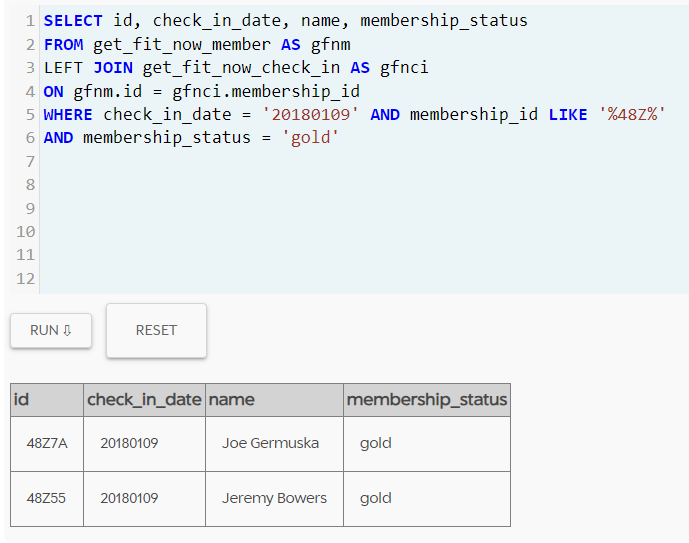 1 SELECT id, check_in_date, name, membership_status
2 FROM get_fit_now_member AS gfnm
3 LEFT JOIN get_fit_now_check_in AS gfnci
4 ON gfnm.id = gfnci.membership_id
5 WHERE check_in_date = '20180109' AND membership_id LIKE '%48Z%'
6 AND membership_status = 'gold'
7
8
9
10
11
12
RUN ⇩ RESET
id check_in_date name membership_status
48Z7A 20180109 Joe Germuska gold
48Z55 20180109 Jeremy Bowers gold